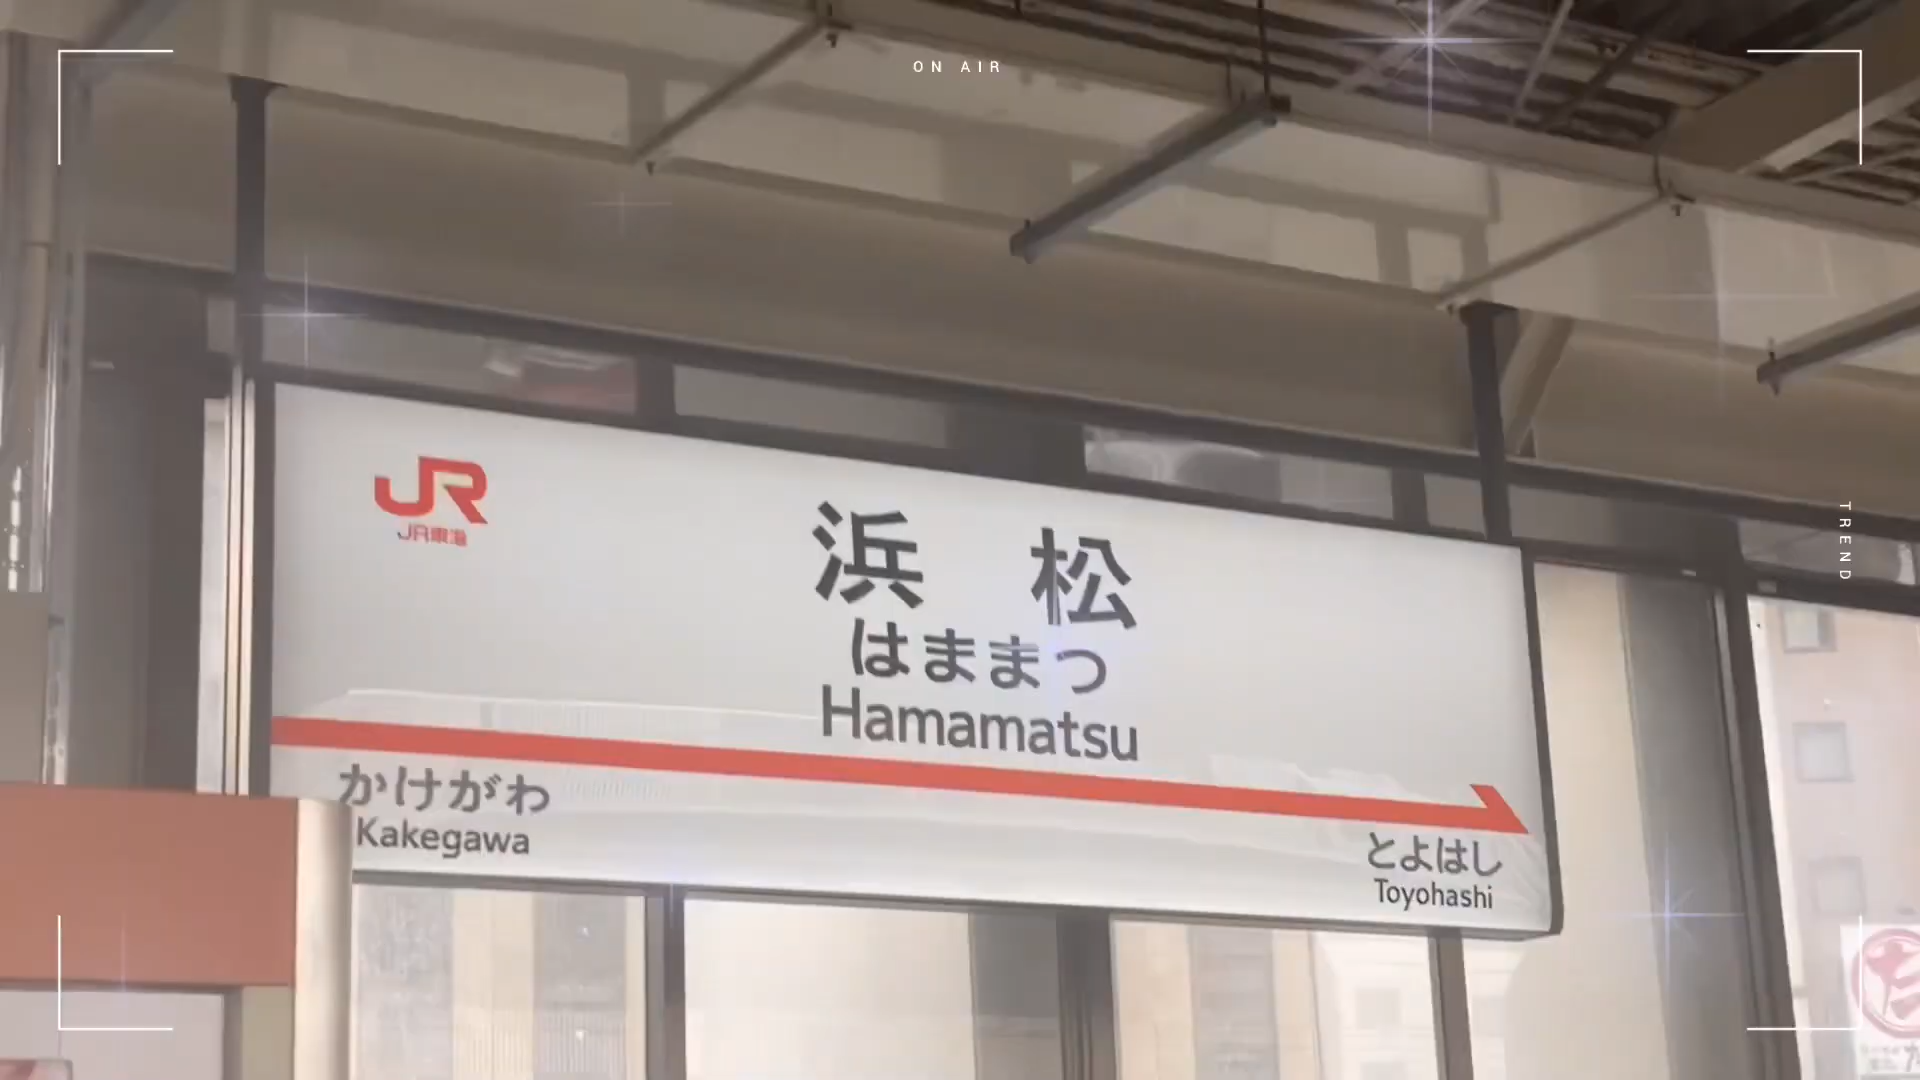 ON AIR
JR
JR東海
浜 松
はままつ
Hamamatsu
かけがわ
Kakegawa
とよはし
Toyohashi
TREND